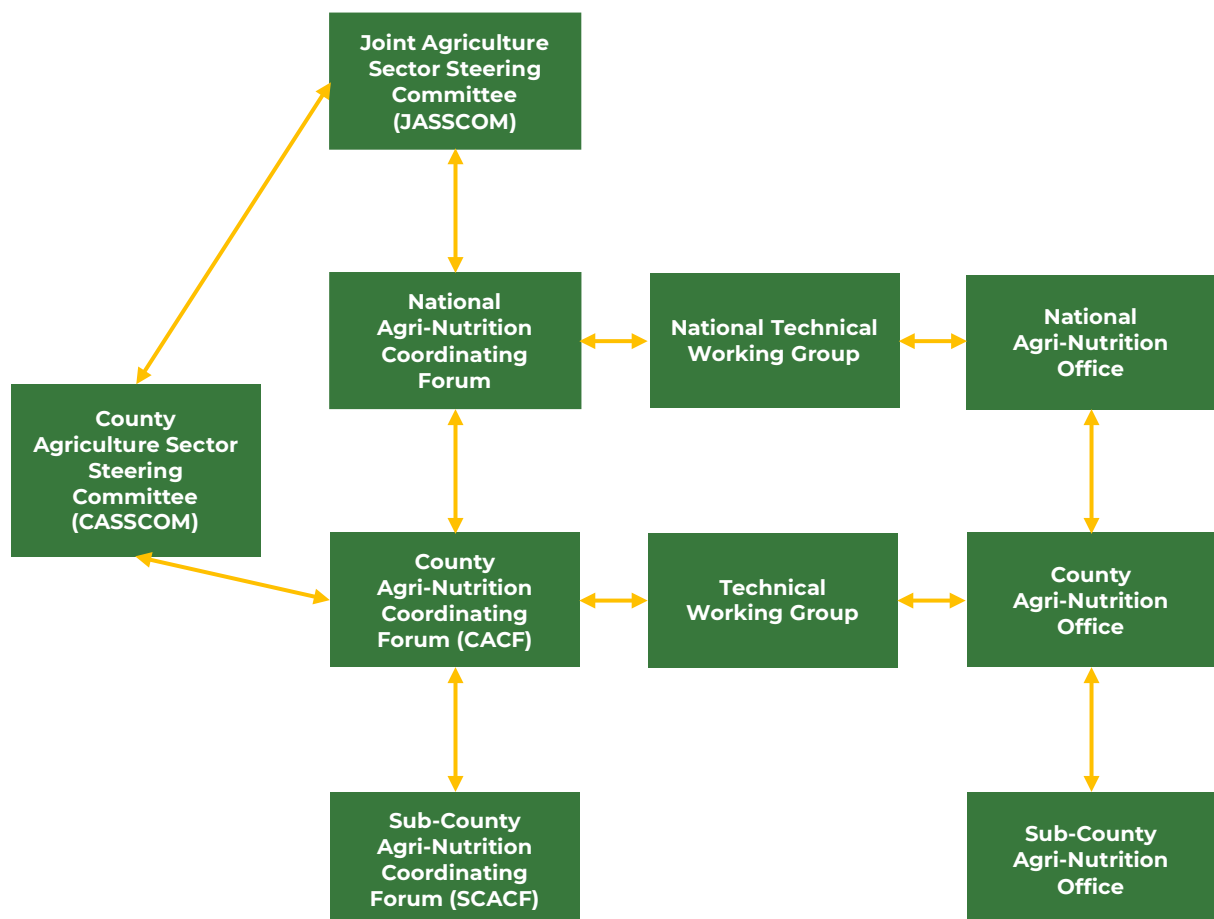 Joint Agriculture
Sector Steering
Committee
(JASSCOM)
National
Agri-Nutrition
Coordinating
Forum
National Technical
Working Group
National
Agri-Nutrition
Office
County
Agriculture Sector
Steering
Committee
(CASSCOM)
County
Agri-Nutrition
Coordinating
Forum (CACF)
Technical
Working Group
County
Agri-Nutrition
Office
Sub-County
Agri-Nutrition
Coordinating
Forum (SCACF)
Sub-County
Agri-Nutrition
Office